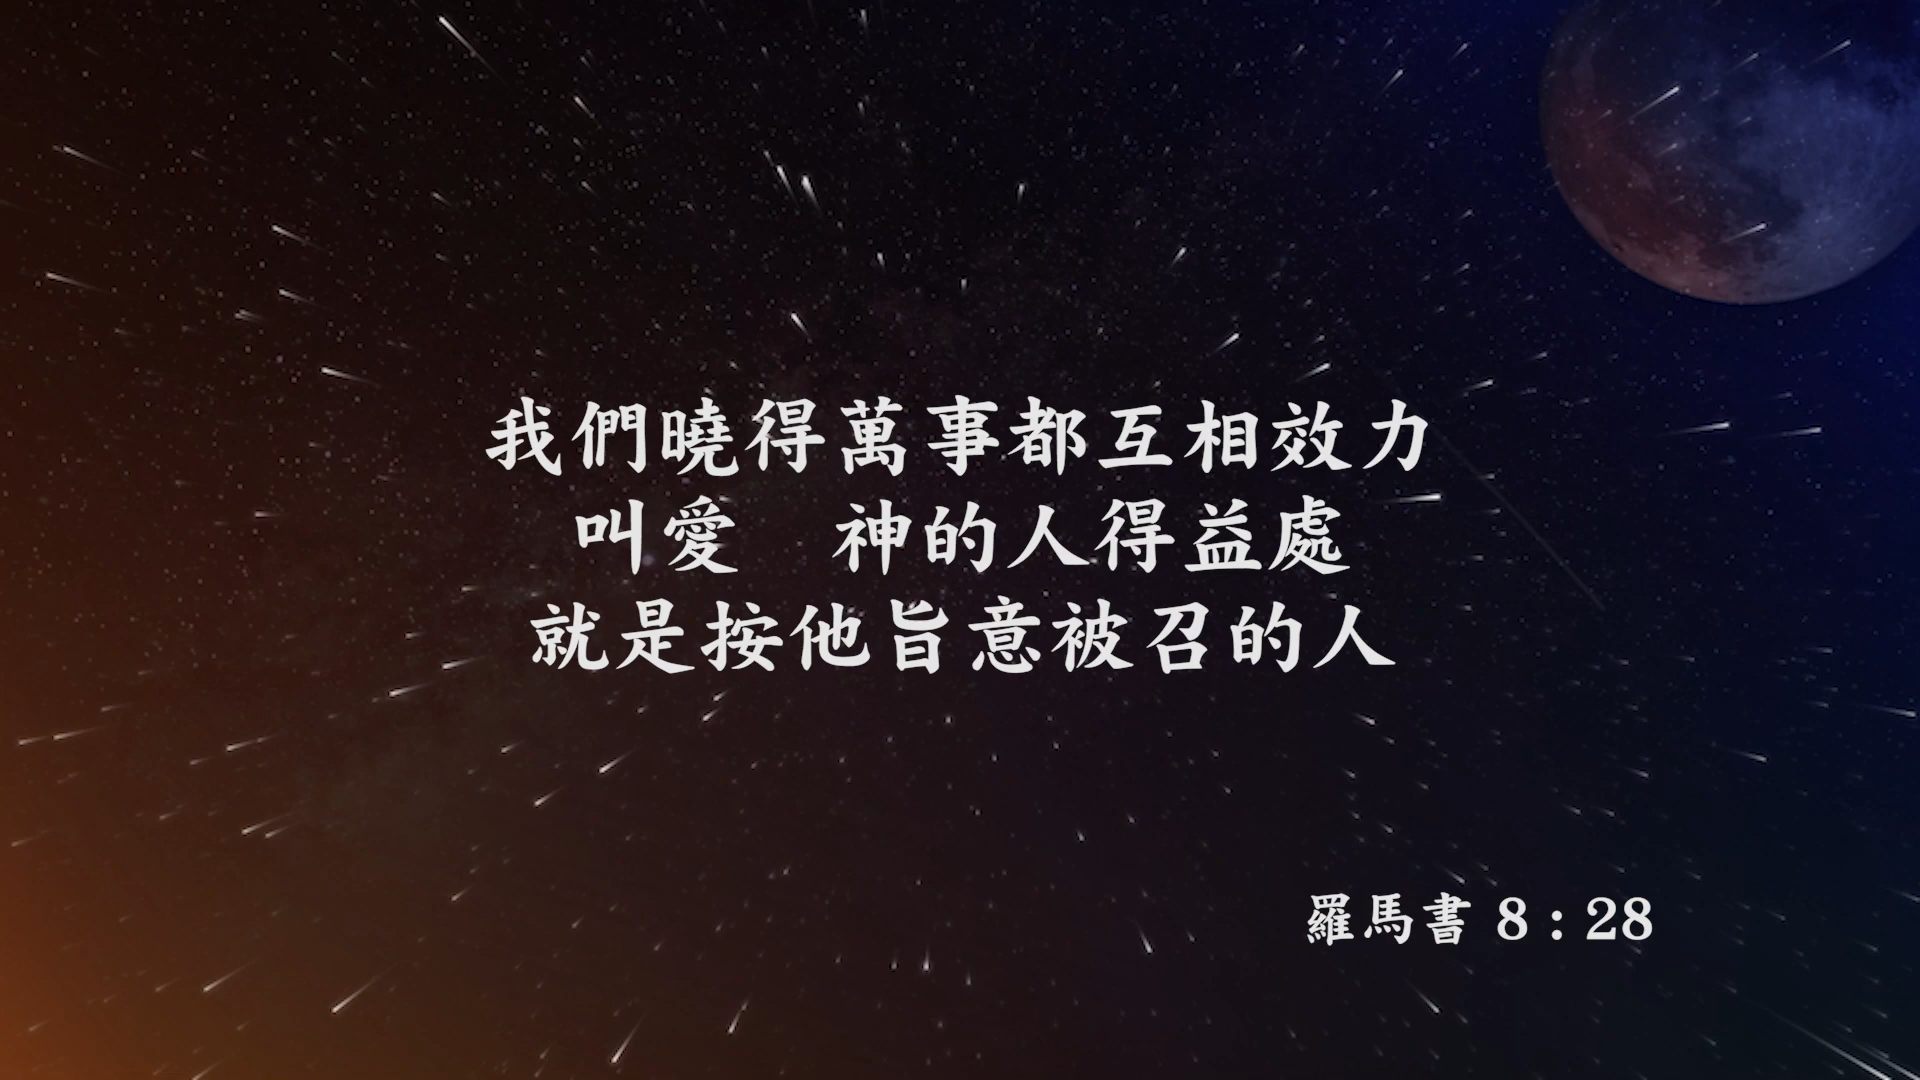 我們曉得萬事都互相效力
叫愛　神的人得益處
就是按他旨意被召的人
羅馬書 8：28